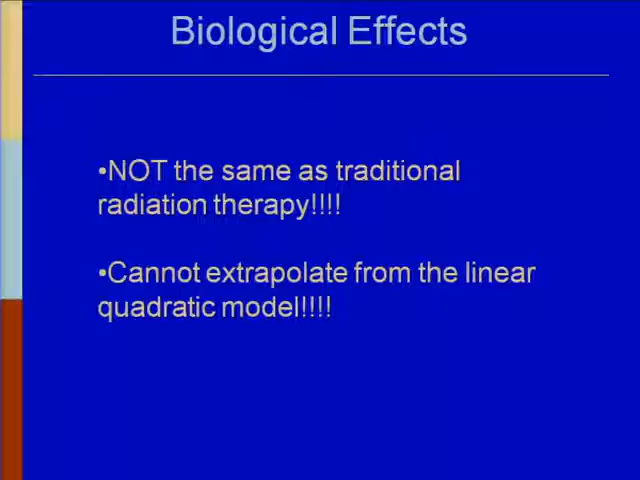 Biological Effects
•NOT the same as traditional
radiation therapy!!!!
•Cannot extrapolate from the linear
quadratic model!!!!